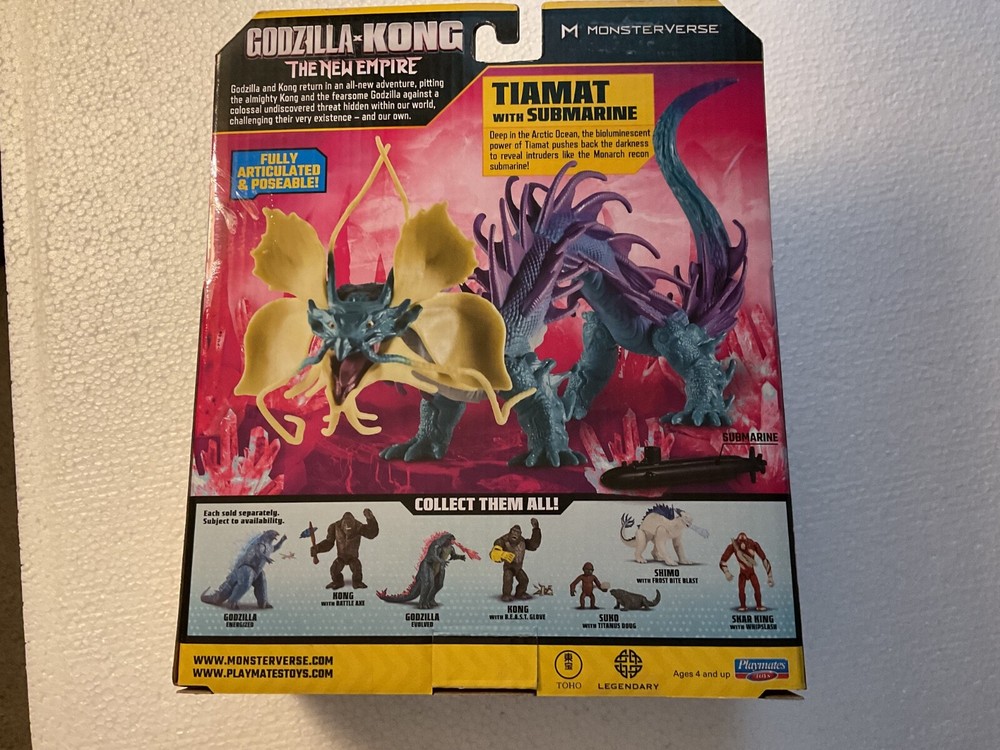 GODZILLA x KONG
THE NEW EMPIRE
Godzilla and Kong return in an all-new adventure, pitting
the almighty Kong and the fearsome Godzilla against a
colossal undiscovered threat hidden within our world,
challenging their very existence – and our own.
M MONSTERVERSE
TIAMAT
WITH SUBMARINE
Deep in the Arctic Ocean, the bioluminescent
power of Tiamat pushes back the darkness
to reveal intruders like the Monarch recon
submarine!
FULLY
ARTICULATED
& POSEABLE!
SUBMARINE
COLLECT THEM ALL!
Each sold separately.
Subject to availability.
GODZILLA
ENERGIZED
KONG
WITH BATTLE AXE
GODZILLA
EVOLVED
KONG
WITH B.E.A.S.T. GLOVE
SUKO
WITH TITANUS DOUG
SHIMO
WITH FROST BITE BLAST
SKAR KING
WITH WHIPSLASH
WWW.MONSTERVERSE.COM
WWW.PLAYMATESTOYS.COM
東宝
TOHO
LEGENDARY
Ages 4 and up
Playmates
TOYS